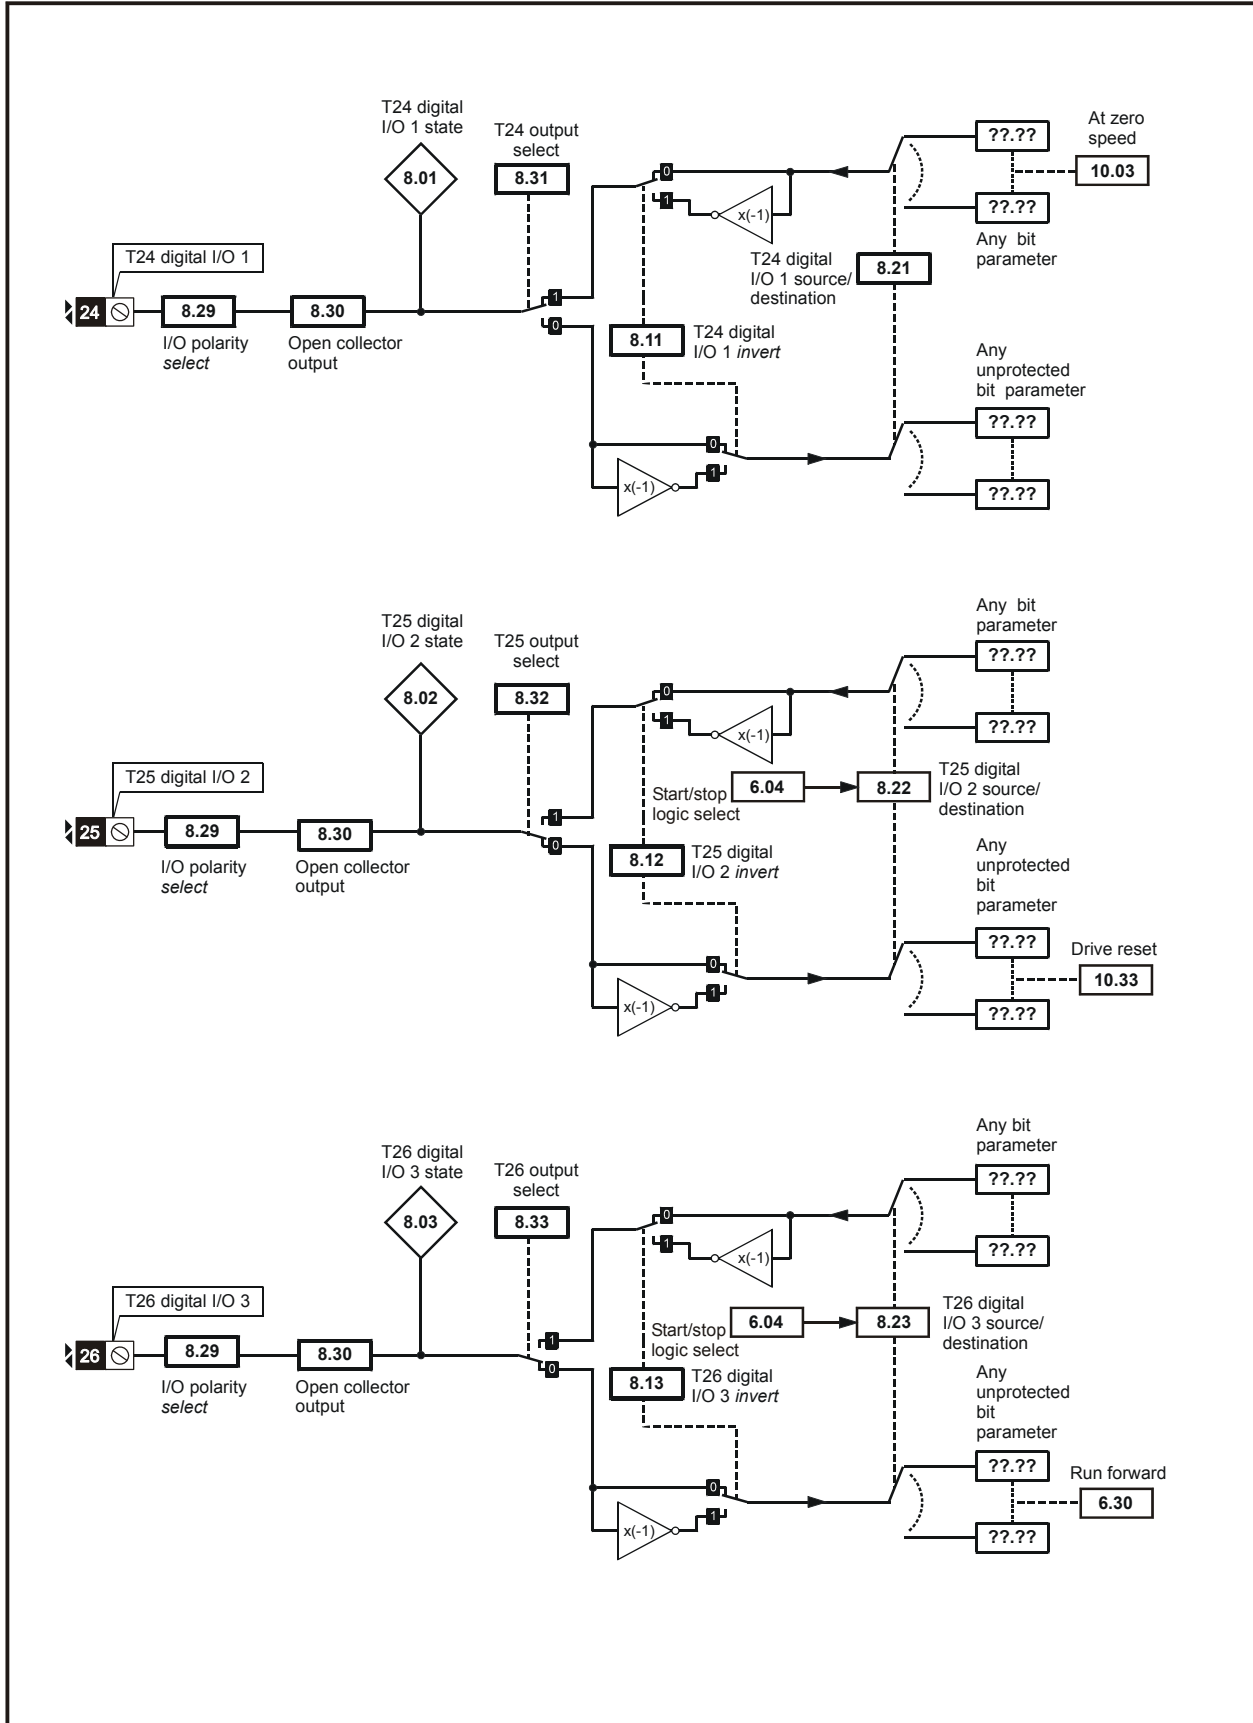 T24 digital
I/O 1 state
8.01
T24 output
select
8.31
0
1
x(-1)
??.??
??.??
At zero
speed
10.03
Any bit
parameter
T24 digital I/O 1
24
8.29
I/O polarity
select
8.30
Open collector
output
1
0
T24 digital
I/O 1 source/
destination
8.21
8.11
T24 digital
I/O 1 invert
Any
unprotected
bit parameter
0
1
x(-1)
??.??
??.??
T25 digital
I/O 2 state
8.02
T25 output
select
8.32
0
1
x(-1)
Any bit
parameter
??.??
??.??
T25 digital I/O 2
25
8.29
I/O polarity
select
8.30
Open collector
output
1
0
Start/stop
logic select
6.04
8.22
T25 digital
I/O 2 source/
destination
8.12
T25 digital
I/O 2 invert
Any
unprotected
bit
parameter
0
1
x(-1)
??.??
??.??
Drive reset
10.33
T26 digital
I/O 3 state
8.03
T26 output
select
8.33
0
1
x(-1)
Any bit
parameter
??.??
??.??
T26 digital I/O 3
26
8.29
I/O polarity
select
8.30
Open collector
output
1
0
Start/stop
logic select
6.04
8.23
T26 digital
I/O 3 source/
destination
8.13
T26 digital
I/O 3 invert
Any
unprotected
bit
parameter
0
1
x(-1)
??.??
??.??
Run forward
6.30